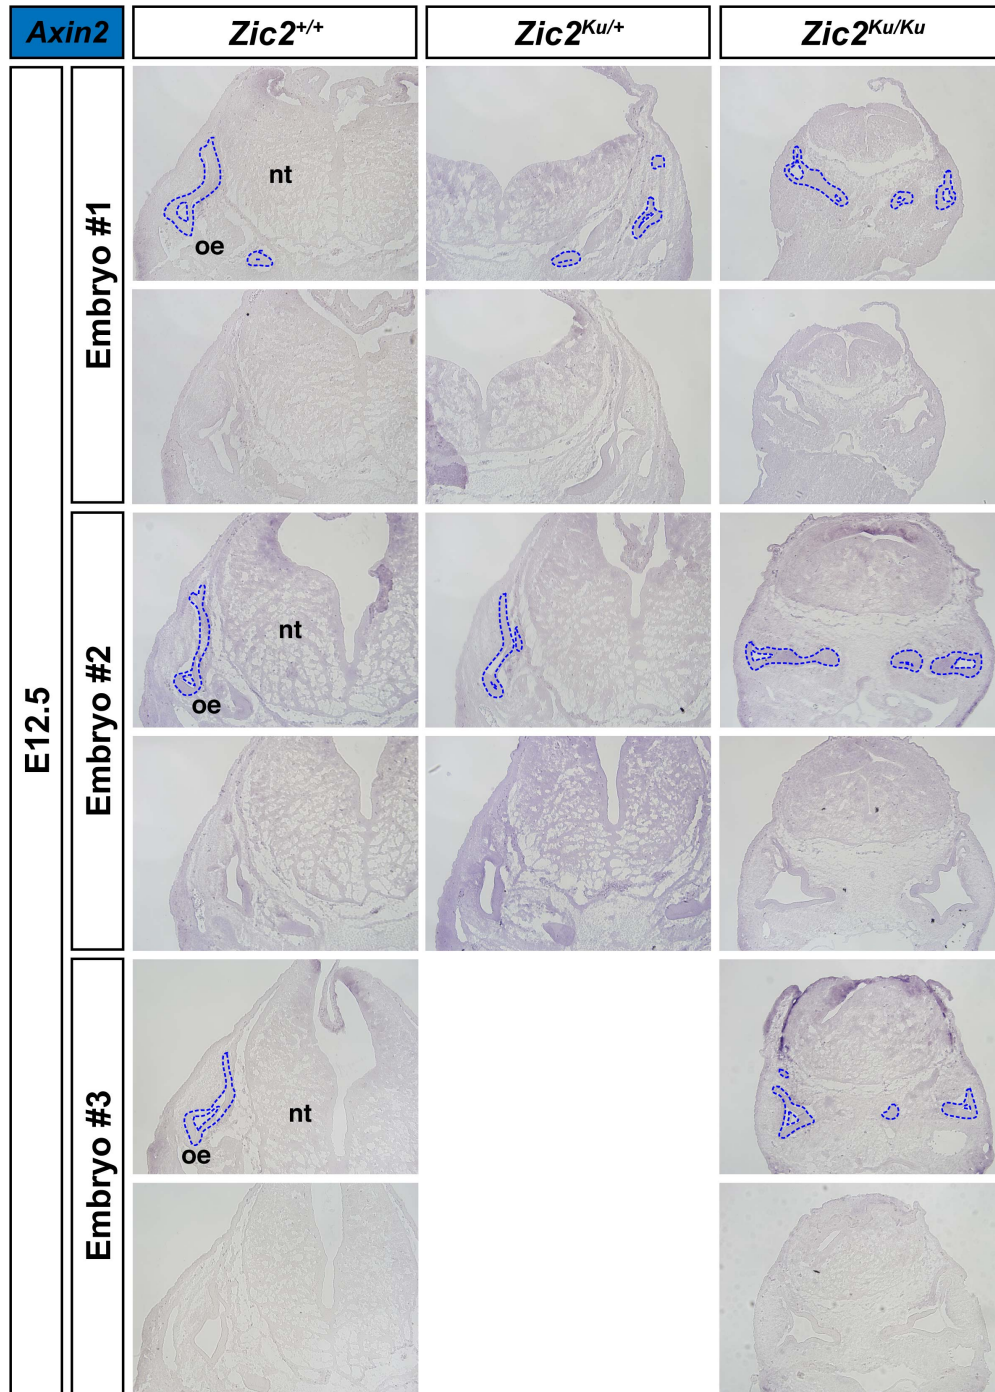 Axin2
Zic2+/+
Zic2Ku/+
Zic2Ku/Ku
E12.5
Embryo #1
nt
oe
Embryo #2
nt
oe
Embryo #3
nt
oe